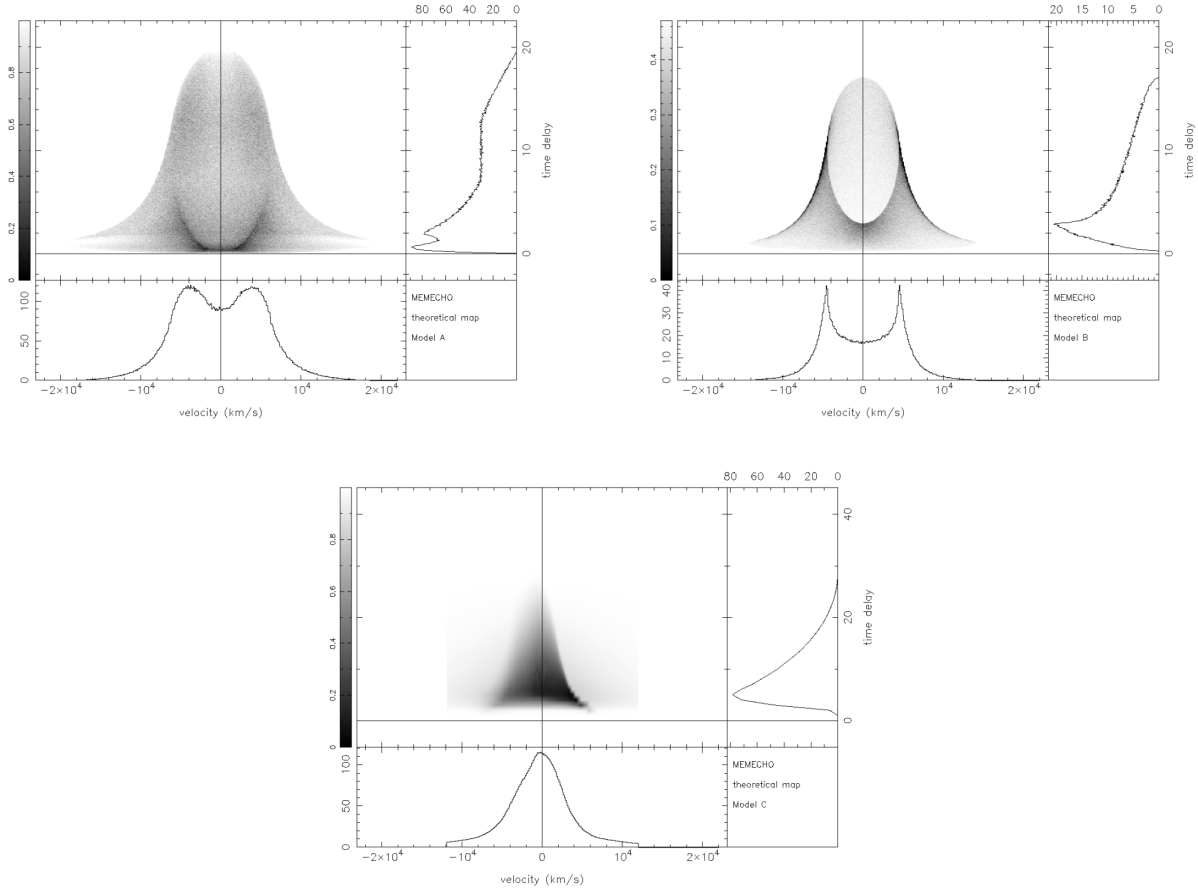 80 60 40 20 0
0 0.2 0.4 0.6 0.8
0 10 20
time delay
0 50 100
MEMECHO
theoretical map
Model A
−2×10⁴ −10⁴ 0 10⁴ 2×10⁴
velocity (km/s)
20 15 10 5 0
0 0.1 0.2 0.3 0.4
0 10 20
time delay
0 10 20 30 40
MEMECHO
theoretical map
Model B
−2×10⁴ −10⁴ 0 10⁴ 2×10⁴
velocity (km/s)
80 60 40 20 0
0 0.2 0.4 0.6 0.8
0 20 40
time delay
0 50 100
MEMECHO
theoretical map
Model C
−2×10⁴ −10⁴ 0 10⁴ 2×10⁴
velocity (km/s)